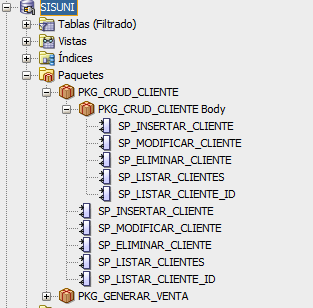 SISUNI
Tablas (Filtrado)
Vistas
Índices
Paquetes
PKG_CRUD_CLIENTE
PKG_CRUD_CLIENTE Body
SP_INSERTAR_CLIENTE
SP_MODIFICAR_CLIENTE
SP_ELIMINAR_CLIENTE
SP_LISTAR_CLIENTES
SP_LISTAR_CLIENTE_ID
SP_INSERTAR_CLIENTE
SP_MODIFICAR_CLIENTE
SP_ELIMINAR_CLIENTE
SP_LISTAR_CLIENTES
SP_LISTAR_CLIENTE_ID
PKG_GENERAR_VENTA